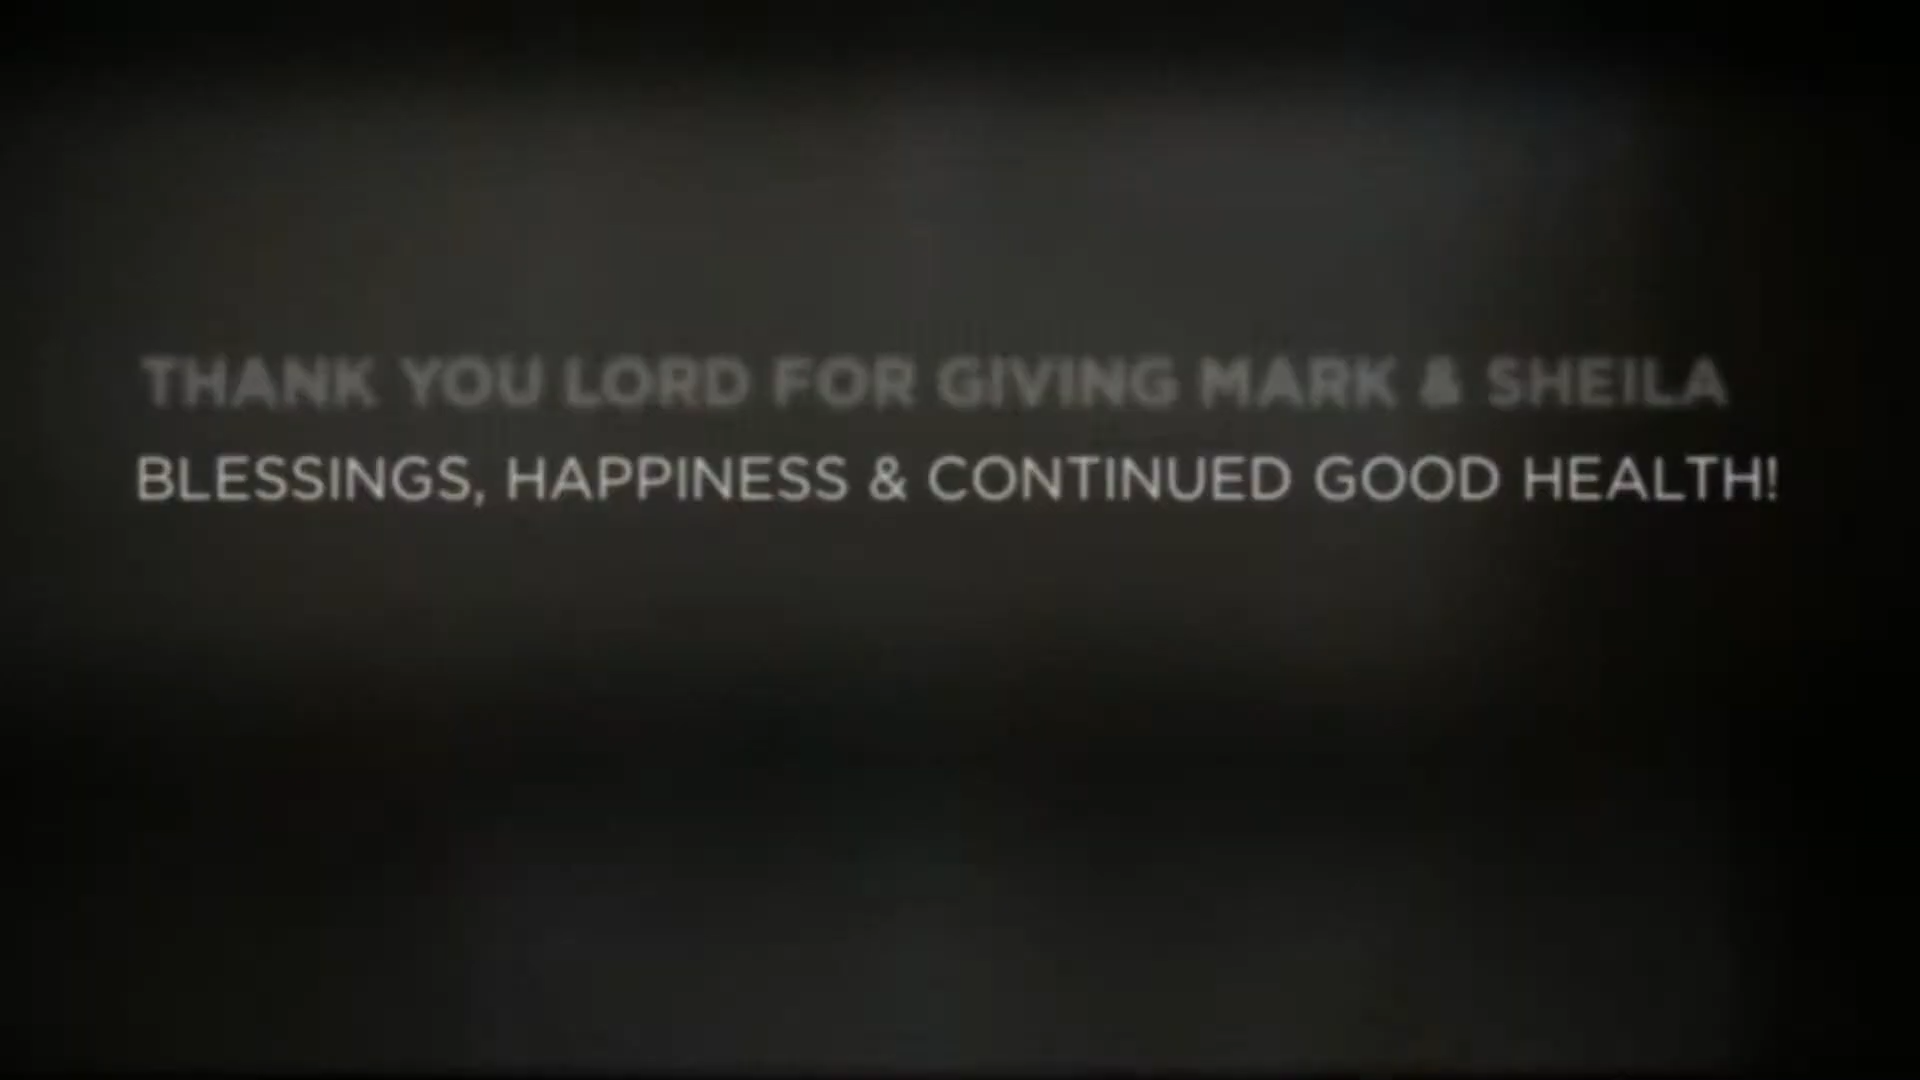 THANK YOU LORD FOR GIVING MARK & SHEILA
BLESSINGS, HAPPINESS & CONTINUED GOOD HEALTH!